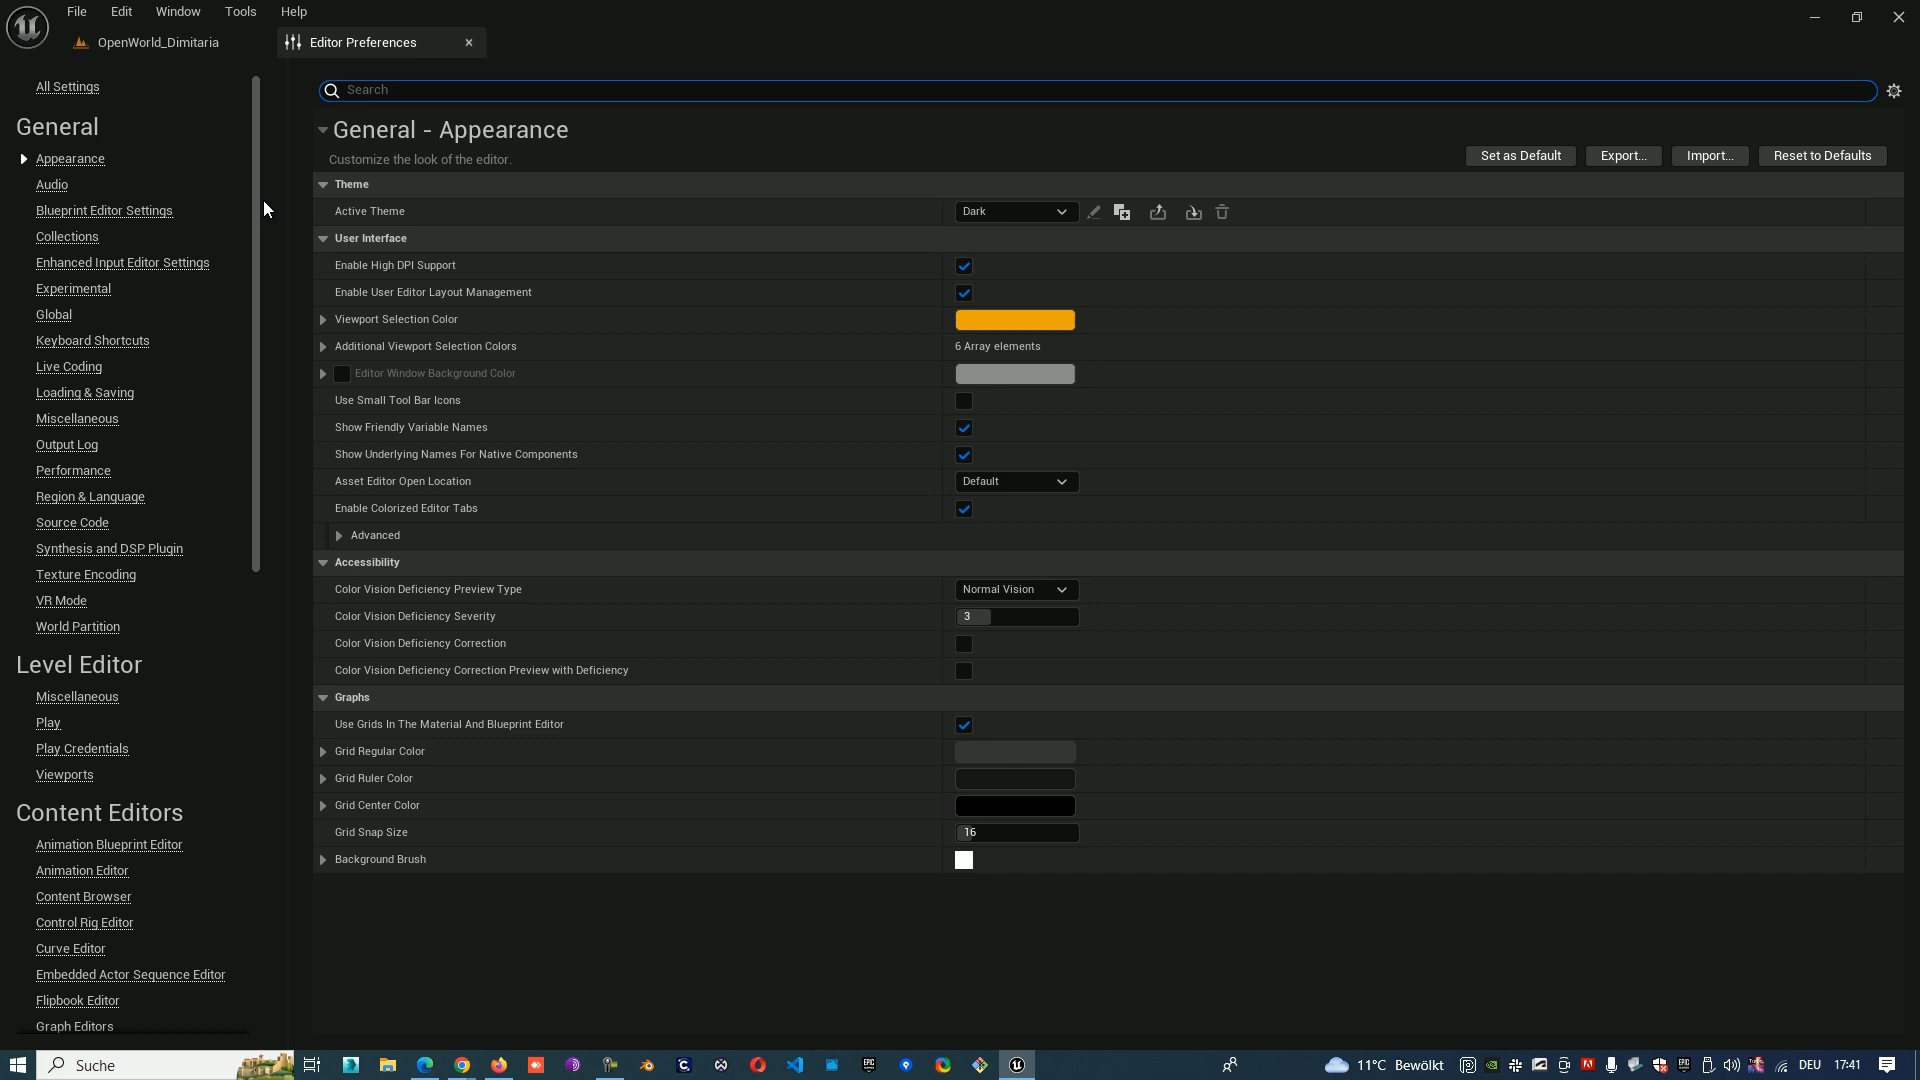 File Edit Window Tools Help
OpenWorld_Dimitaria
Editor Preferences
All Settings
General
Appearance
Audio
Blueprint Editor Settings
Collections
Enhanced Input Editor Settings
Experimental
Global
Keyboard Shortcuts
Live Coding
Loading & Saving
Miscellaneous
Output Log
Performance
Region & Language
Source Code
Synthesis and DSP Plugin
Texture Encoding
VR Mode
World Partition
Level Editor
Miscellaneous
Play
Play Credentials
Viewports
Content Editors
Animation Blueprint Editor
Animation Editor
Content Browser
Control Rig Editor
Curve Editor
Embedded Actor Sequence Editor
Flipbook Editor
Graph Editors
Search
General - Appearance
Customize the look of the editor.
Set as Default Export... Import... Reset to Defaults
Theme
Active Theme Dark
User Interface
Enable High DPI Support
Enable User Editor Layout Management
Viewport Selection Color
Additional Viewport Selection Colors 6 Array elements
Editor Window Background Color
Use Small Tool Bar Icons
Show Friendly Variable Names
Show Underlying Names For Native Components
Asset Editor Open Location Default
Enable Colorized Editor Tabs
Advanced
Accessibility
Color Vision Deficiency Preview Type Normal Vision
Color Vision Deficiency Severity 3
Color Vision Deficiency Correction
Color Vision Deficiency Correction Preview with Deficiency
Graphs
Use Grids In The Material And Blueprint Editor
Grid Regular Color
Grid Ruler Color
Grid Center Color
Grid Snap Size 16
Background Brush
Suche
11°C Bewölkt
DEU 17:41